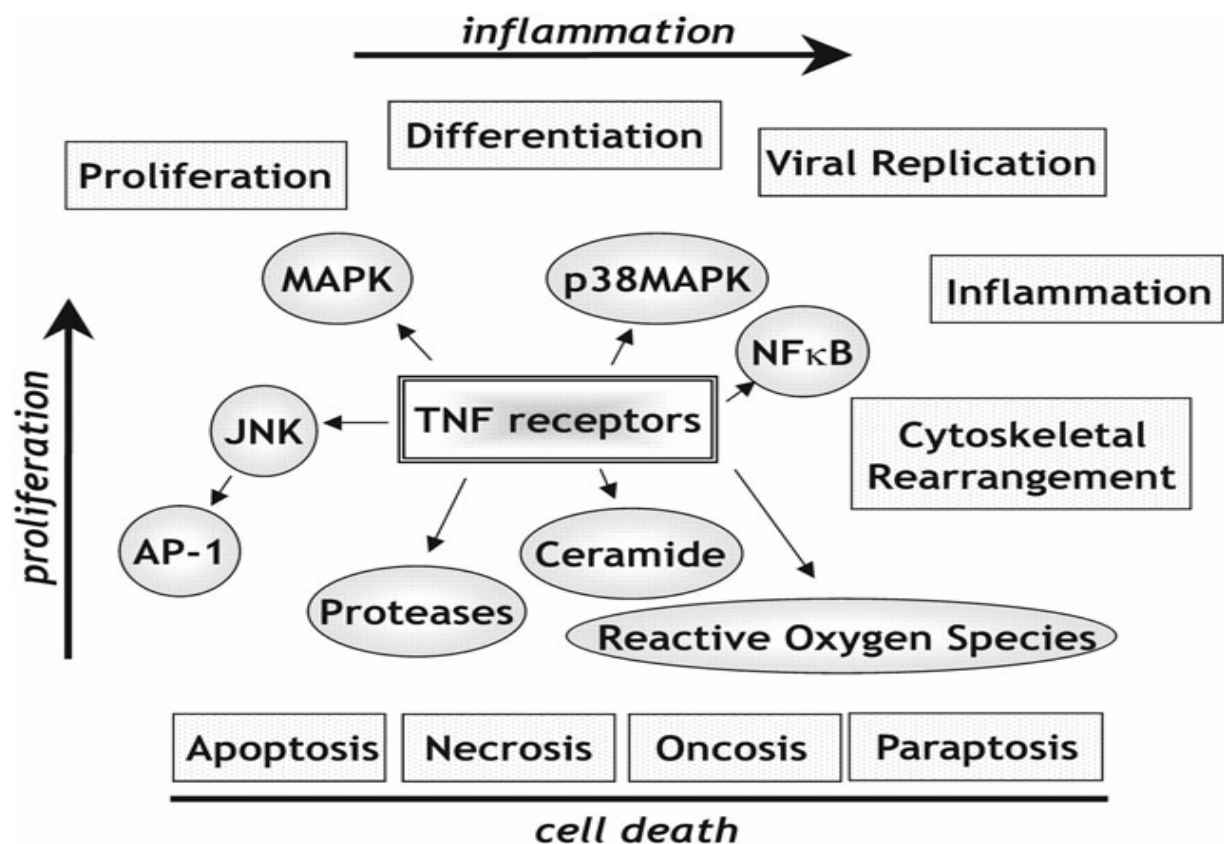 inflammation
Differentiation
Proliferation
Viral Replication
MAPK
p38MAPK
Inflammation
NFκB
proliferation
JNK
TNF receptors
Cytoskeletal
Rearrangement
AP-1
Ceramide
Proteases
Reactive Oxygen Species
Apoptosis
Necrosis
Oncosis
Paraptosis
cell death